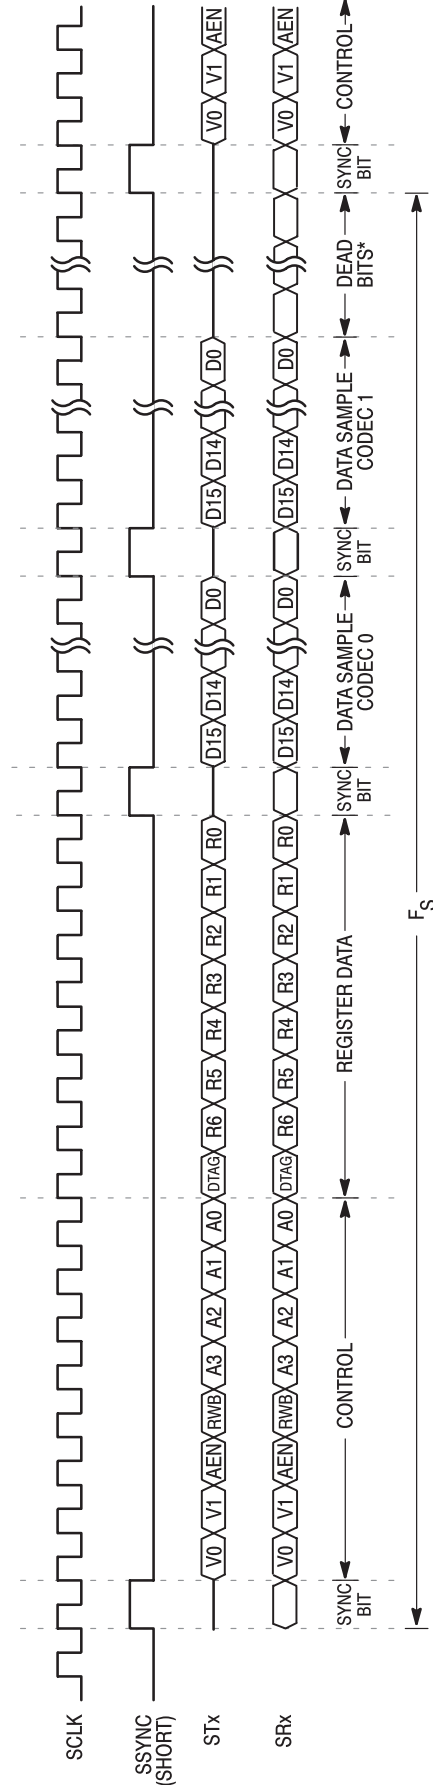 SCLK
SSYNC
(SHORT)
STx
V0 V1 AEN RWB A3 A2 A1 A0 DTAG R6 R5 R4 R3 R2 R1 R0 D15 D14 D0 D15 D14 D0 V0 V1 AEN
SRx
V0 V1 AEN RWB A3 A2 A1 A0 DTAG R6 R5 R4 R3 R2 R1 R0 D15 D14 D0 D15 D14 D0 V0 V1 AEN
SYNC
BIT
CONTROL
REGISTER DATA
SYNC
BIT
DATA SAMPLE
CODEC 0
SYNC
BIT
DATA SAMPLE
CODEC 1
DEAD
BITS*
SYNC
BIT
CONTROL
FS